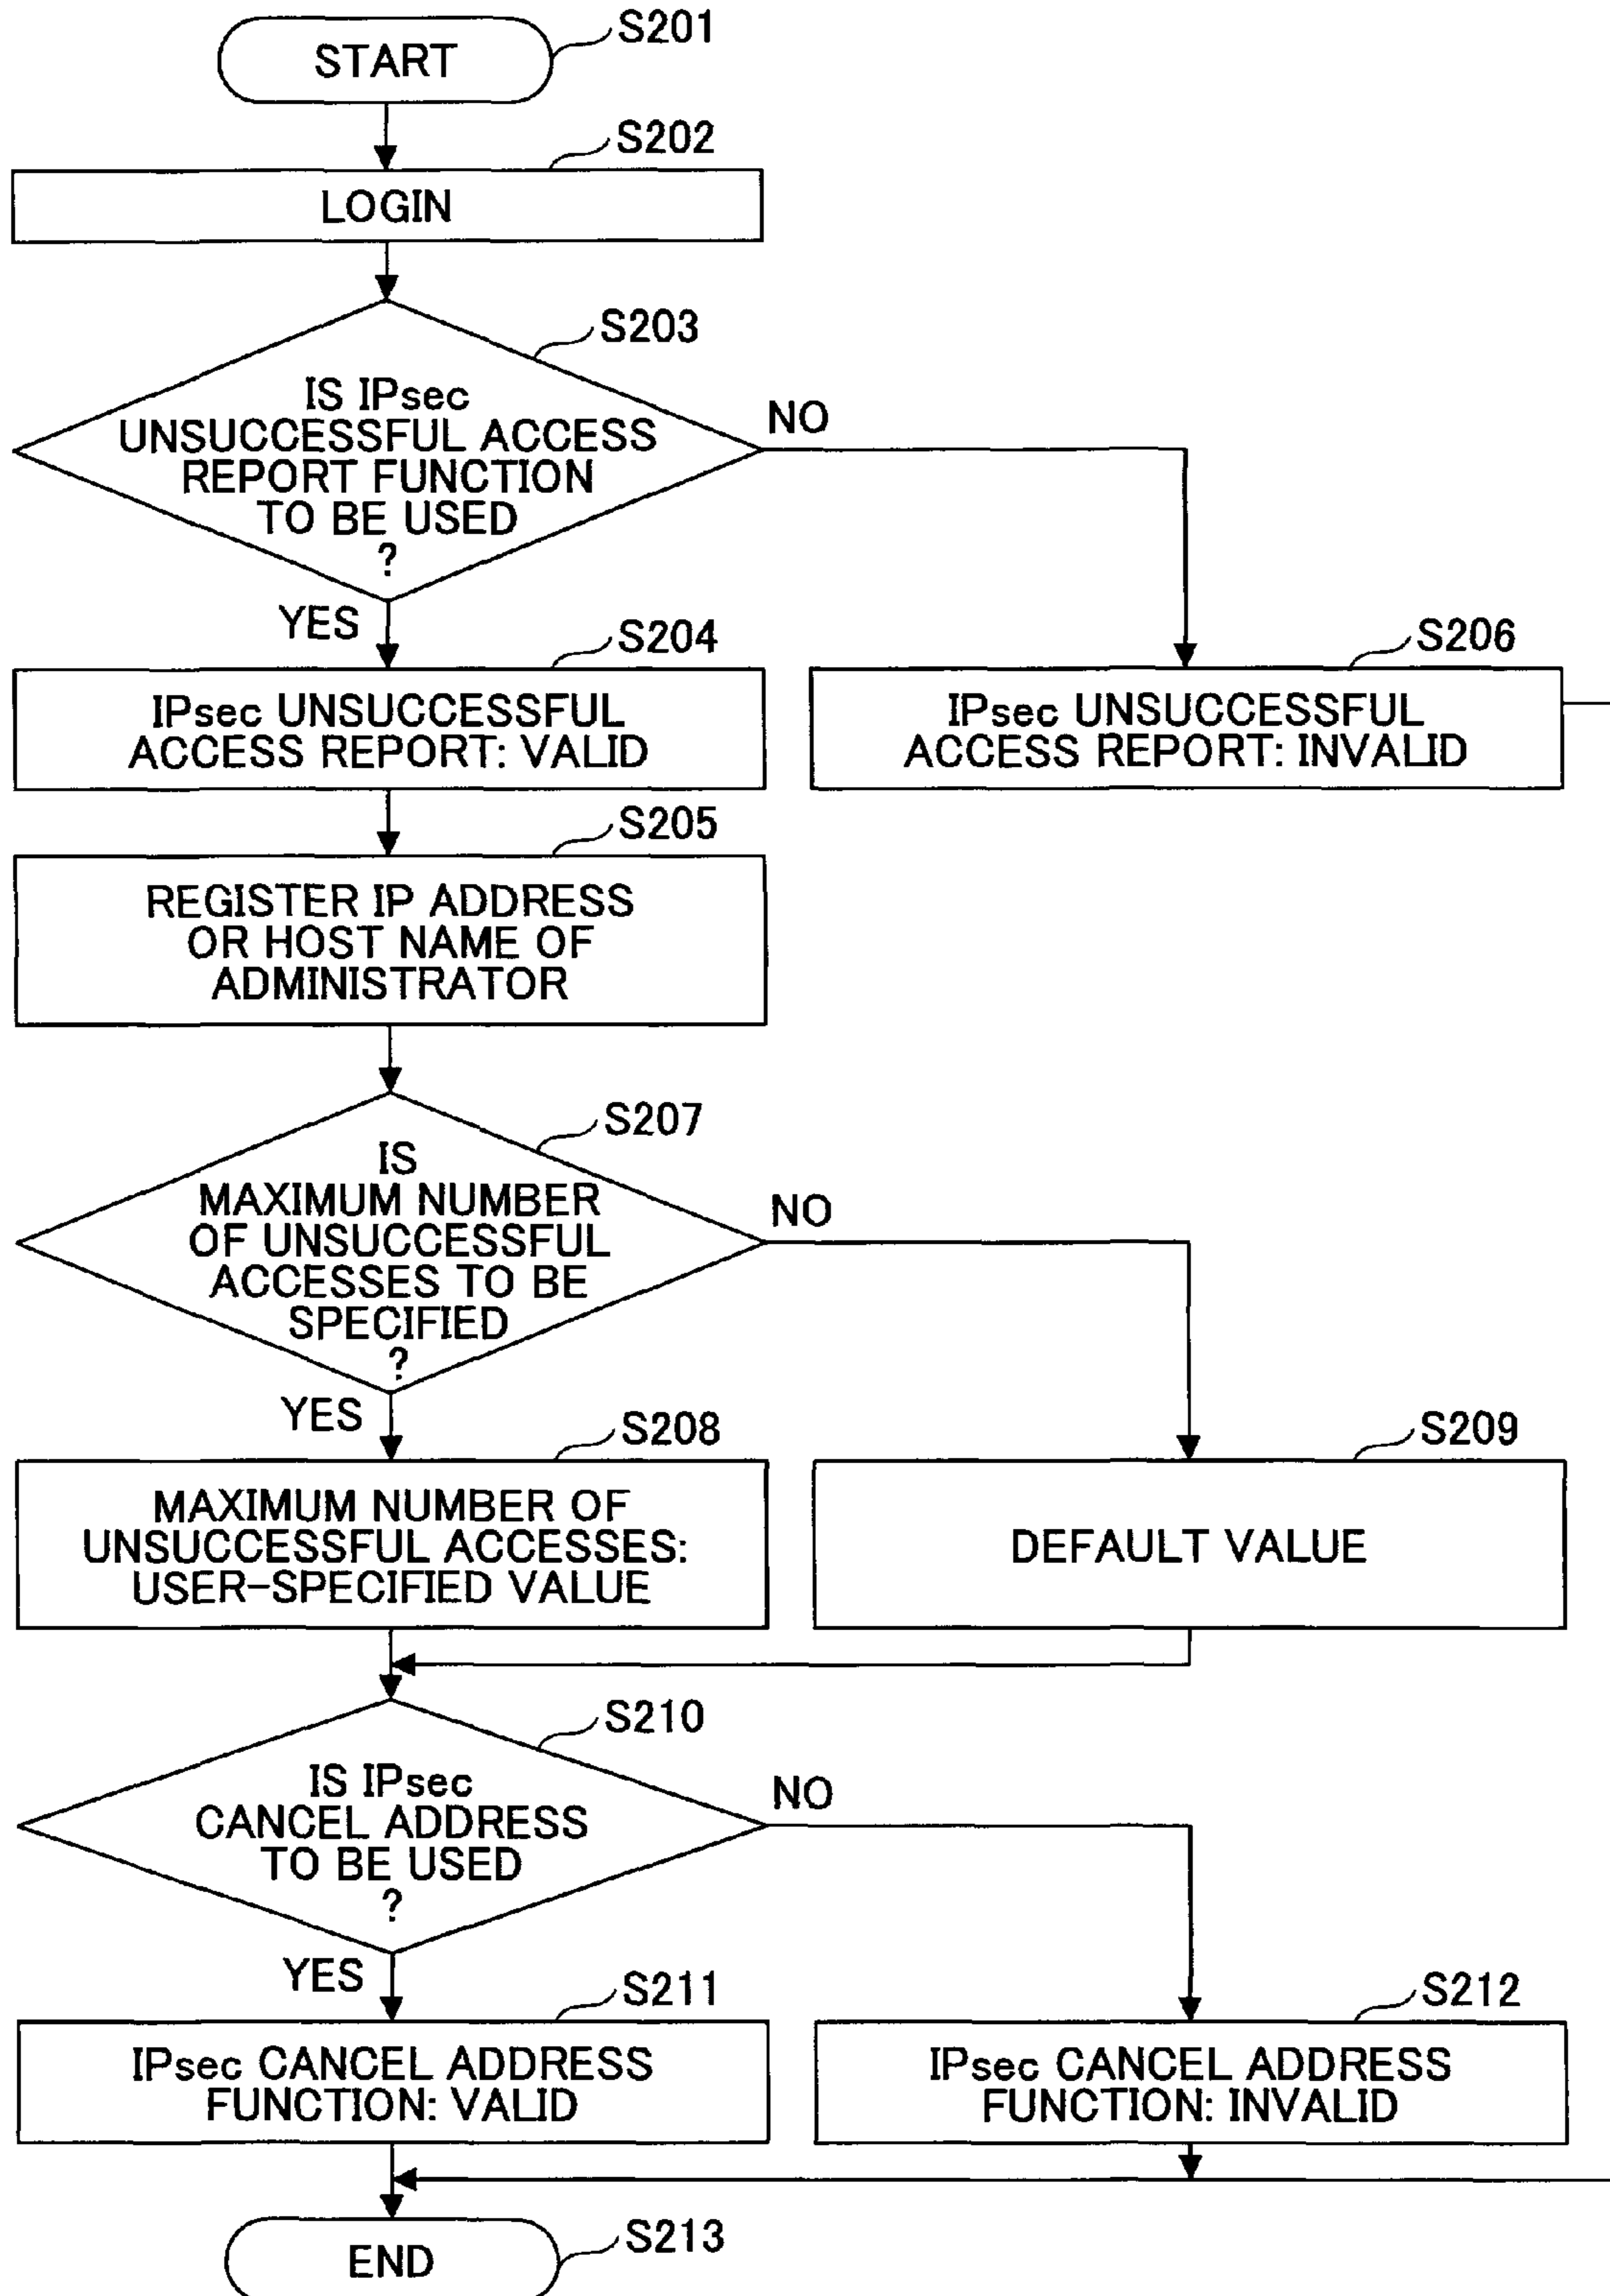 S201
START
S202
LOGIN
S203
IS IPsec
UNSUCCESSFUL ACCESS
REPORT FUNCTION
TO BE USED
?
NO
YES
S204
IPsec UNSUCCESSFUL
ACCESS REPORT: VALID
S206
IPsec UNSUCCESSFUL
ACCESS REPORT: INVALID
S205
REGISTER IP ADDRESS
OR HOST NAME OF
ADMINISTRATOR
S207
IS
MAXIMUM NUMBER
OF UNSUCCESSFUL
ACCESSES TO BE
SPECIFIED
?
NO
YES
S208
MAXIMUM NUMBER OF
UNSUCCESSFUL ACCESSES:
USER-SPECIFIED VALUE
S209
DEFAULT VALUE
S210
IS IPsec
CANCEL ADDRESS
TO BE USED
?
NO
YES
S211
IPsec CANCEL ADDRESS
FUNCTION: VALID
S212
IPsec CANCEL ADDRESS
FUNCTION: INVALID
S213
END